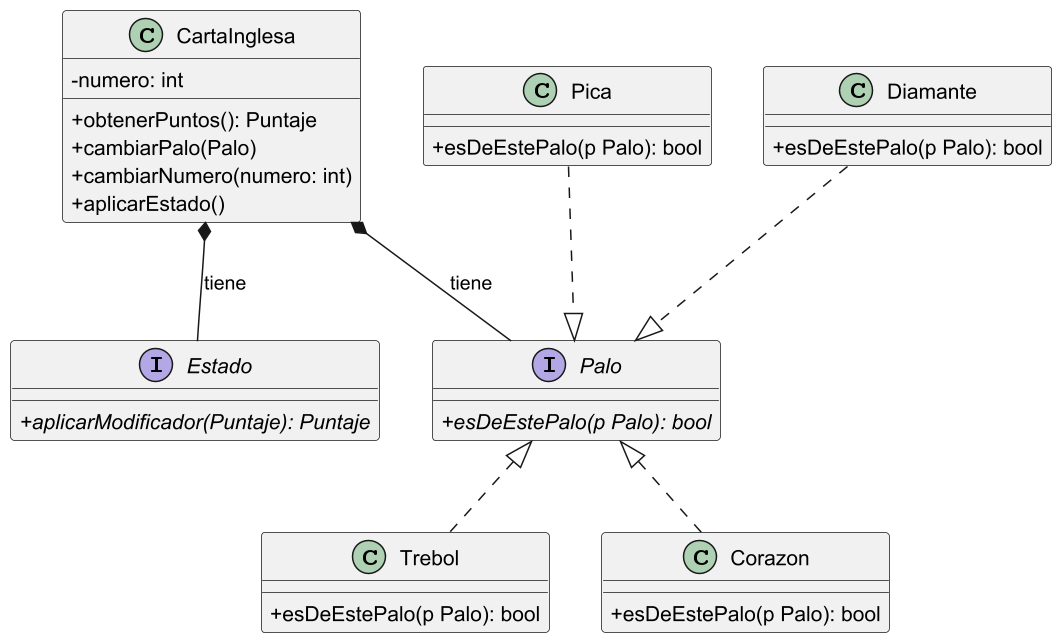 C CartaInglesa
-numero: int
+obtenerPuntos(): Puntaje
+cambiarPalo(Palo)
+cambiarNumero(numero: int)
+aplicarEstado()
C Pica
+esDeEstePalo(p Palo): bool
C Diamante
+esDeEstePalo(p Palo): bool
tiene
tiene
I Estado
+aplicarModificador(Puntaje): Puntaje
I Palo
+esDeEstePalo(p Palo): bool
C Trebol
+esDeEstePalo(p Palo): bool
C Corazon
+esDeEstePalo(p Palo): bool